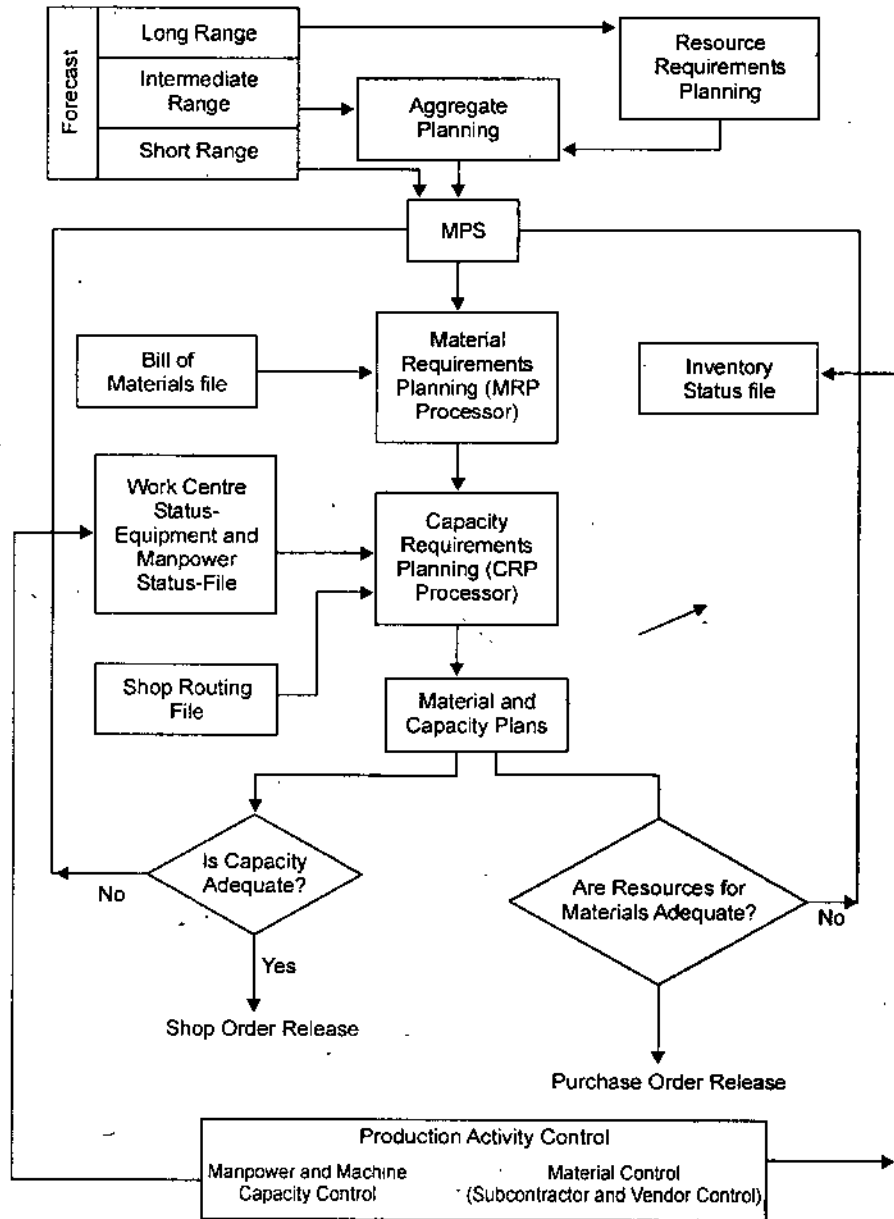 Forecast
Long Range
Intermediate
Range
Short Range
Resource
Requirements
Planning
Aggregate
Planning
MPS
Bill of
Materials file
Material
Requirements
Planning (MRP
Processor)
Inventory
Status file
Work Centre
Status-
Equipment and
Manpower
Status-File
Capacity
Requirements
Planning (CRP
Processor)
Shop Routing
File
Material and
Capacity Plans
Is Capacity
Adequate?
No
Yes
Shop Order Release
Are Resources for
Materials Adequate?
No
Purchase Order Release
Production Activity Control
Manpower and Machine
Capacity Control
Material Control
(Subcontractor and Vendor Control)